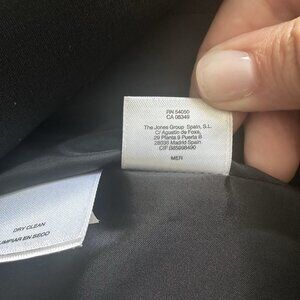 RN 54050
CA 08349
The Jones Group Spain, S.L.
C/ Agustin de Foxa,
29 Planta 9 Puerta B
28036 Madrid Spain
CIF B85898490
MER
DRY CLEAN
LIMPIAR EN SECO